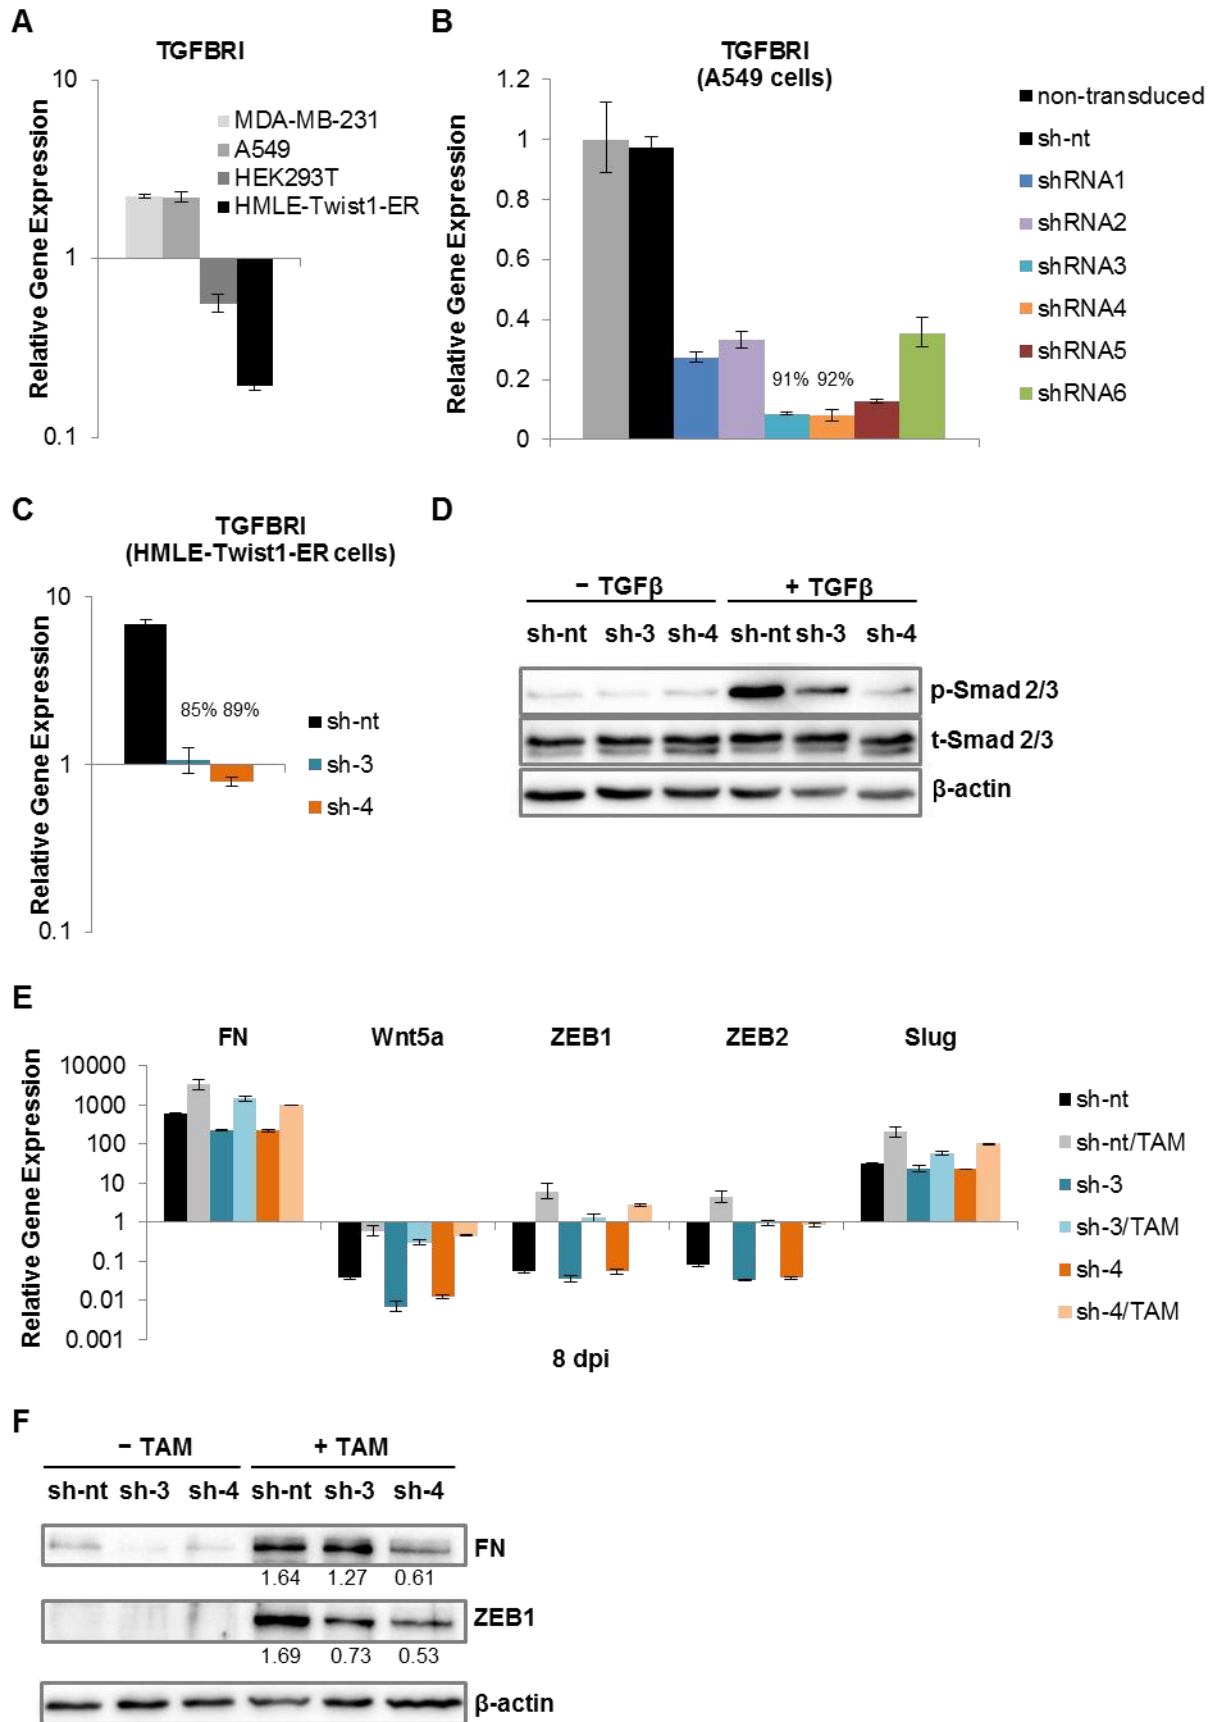 A
TGFBRI
Relative Gene Expression
10
1
0.1
MDA-MB-231
A549
HEK293T
HMLE-Twist1-ER
B
TGFBRI
(A549 cells)
Relative Gene Expression
1.2
1
0.8
0.6
0.4
0.2
0
91% 92%
non-transduced
sh-nt
shRNA1
shRNA2
shRNA3
shRNA4
shRNA5
shRNA6
C
TGFBRI
(HMLE-Twist1-ER cells)
Relative Gene Expression
10
1
0.1
85% 89%
sh-nt
sh-3
sh-4
D
− TGFβ + TGFβ
sh-nt sh-3 sh-4 sh-nt sh-3 sh-4
p-Smad 2/3
t-Smad 2/3
β-actin
E
FN Wnt5a ZEB1 ZEB2 Slug
Relative Gene Expression
10000
1000
100
10
1
0.1
0.01
0.001
8 dpi
sh-nt
sh-nt/TAM
sh-3
sh-3/TAM
sh-4
sh-4/TAM
F
− TAM + TAM
sh-nt sh-3 sh-4 sh-nt sh-3 sh-4
FN
1.64 1.27 0.61
ZEB1
1.69 0.73 0.53
β-actin